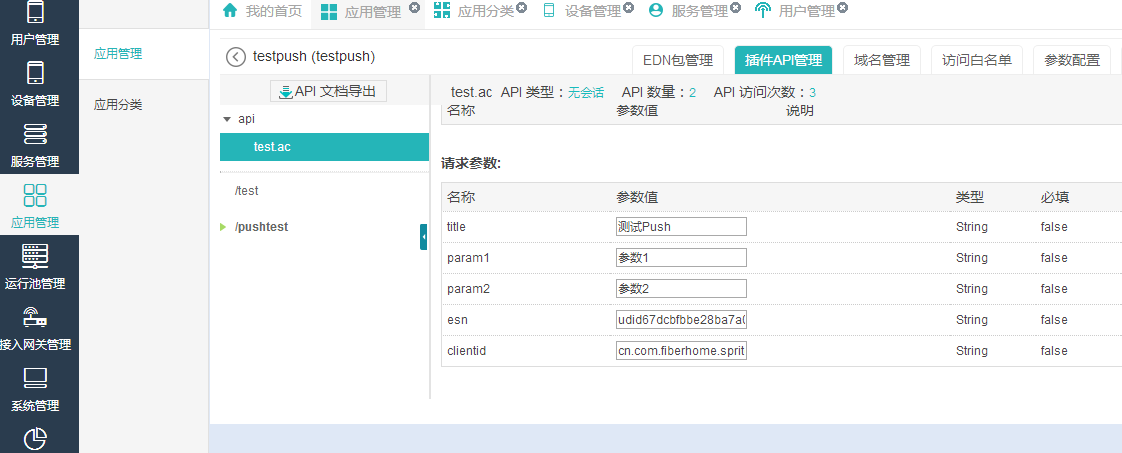 我的首页 应用管理 应用分类 设备管理 服务管理 用户管理
用户管理
设备管理
服务管理
应用管理
运行池管理
接入网关管理
系统管理
应用管理
应用分类
testpush (testpush)
EDN包管理 插件API管理 域名管理 访问白名单 参数配置
API 文档导出
api
test.ac
/test
/pushtest
test.ac API 类型：无会话 API 数量：2 API 访问次数：3
名称 参数值 说明
请求参数:
名称 参数值 类型 必填
title 测试Push String false
param1 参数1 String false
param2 参数2 String false
esn udid67dcbfbbe28ba7a0 String false
clientid cn.com.fiberhome.sprit String false